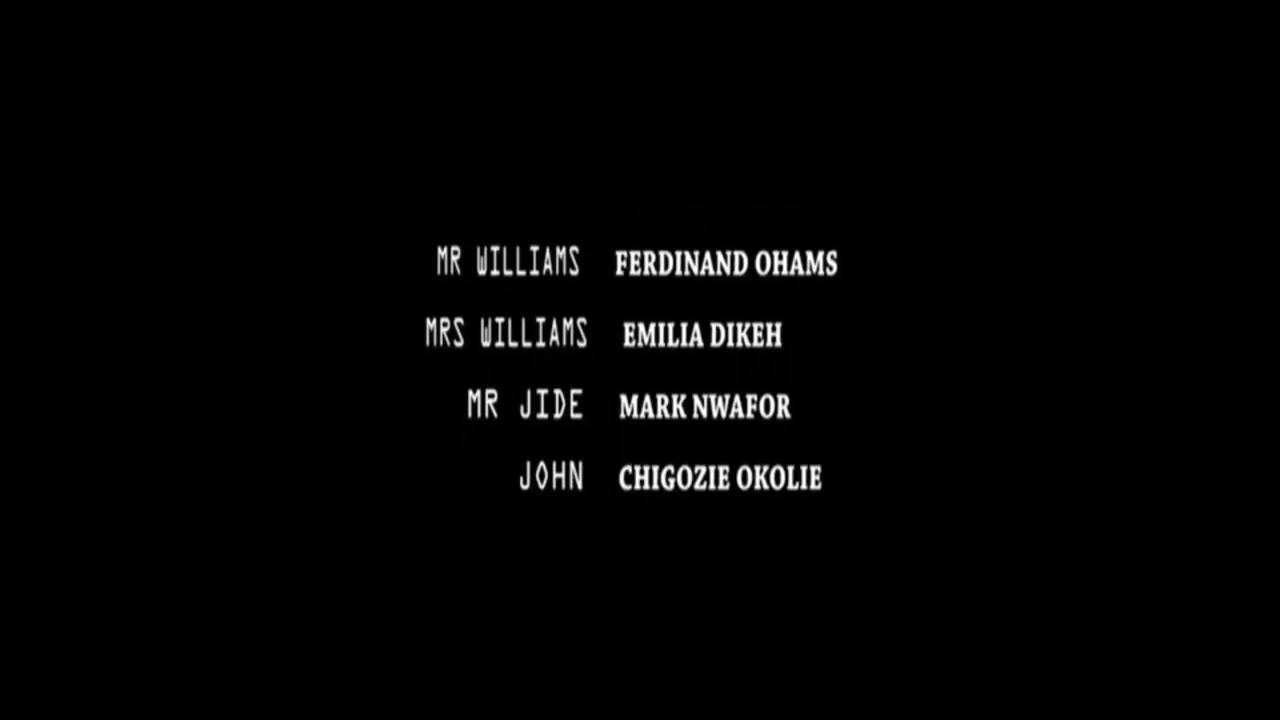 MR WILLIAMS FERDINAND OHAMS
MRS WILLIAMS EMILIA DIKEH
MR JIDE MARK NWAFOR
JOHN CHIGOZIE OKOLIE